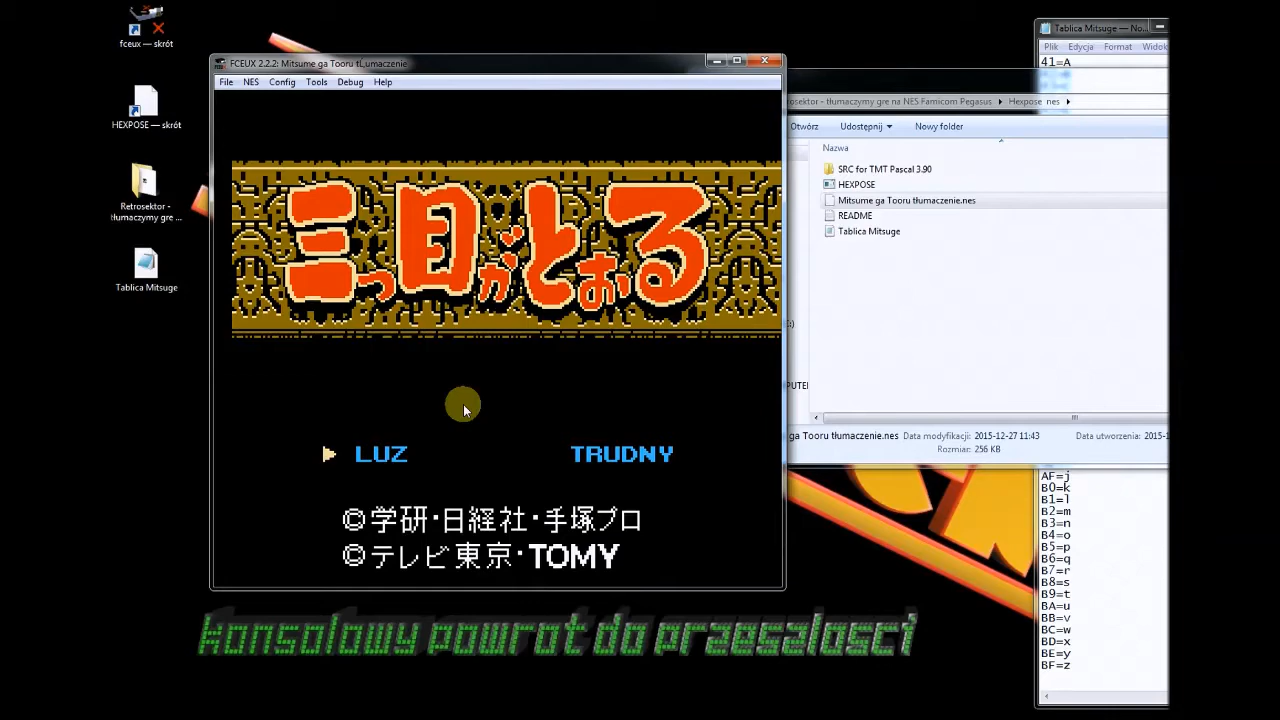 fceux — skrót
HEXPOSE — skrót
Retrosektor -
tłumaczymy gre ...
Tablica Mitsuge
FCEUX 2.2.2: Mitsume ga Tooru tL,umaczenie
File NES Config Tools Debug Help
三つ目がとおる
LUZ TRUDNY
©学研・日経社・手塚プロ
©テレビ東京・TOMY
Tablica Mitsuge — No...
Plik Edycja Format Widok
41=A
rosektor - tłumaczymy gre na NES Famicom Pegasus Hexpose nes
Otwórz Udostępnij Nowy folder
Nazwa
SRC for TMT Pascal 3.90
HEXPOSE
Mitsume ga Tooru tłumaczenie.nes
README
Tablica Mitsuge
ga Tooru tłumaczenie.nes Data modyfikacji: 2015-12-27 11:43 Data utworzenia: 2015-1
Rozmiar: 256 KB
AF=j
B0=k
B1=l
B2=m
B3=n
B4=o
B5=p
B6=q
B7=r
B8=s
B9=t
BA=u
BB=v
BC=w
BD=x
BE=y
BF=z
konsolowy powrot do przeszlosci